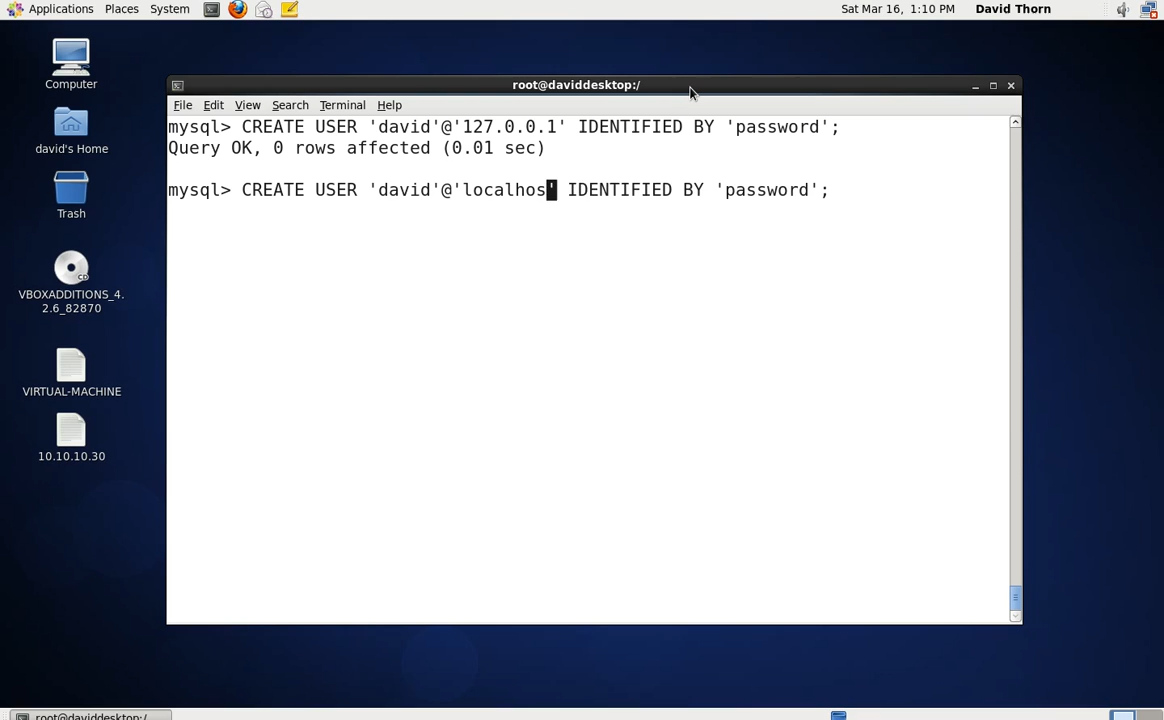 Applications Places System Sat Mar 16, 1:10 PM David Thorn
root@daviddesktop:/
File Edit View Search Terminal Help
mysql> CREATE USER 'david'@'127.0.0.1' IDENTIFIED BY 'password';
Query OK, 0 rows affected (0.01 sec)
mysql> CREATE USER 'david'@'localhos' IDENTIFIED BY 'password';
Computer
david's Home
Trash
CD
VBOXADDITIONS_4.
2.6_82870
VIRTUAL-MACHINE
10.10.10.30
root@daviddesktop:/